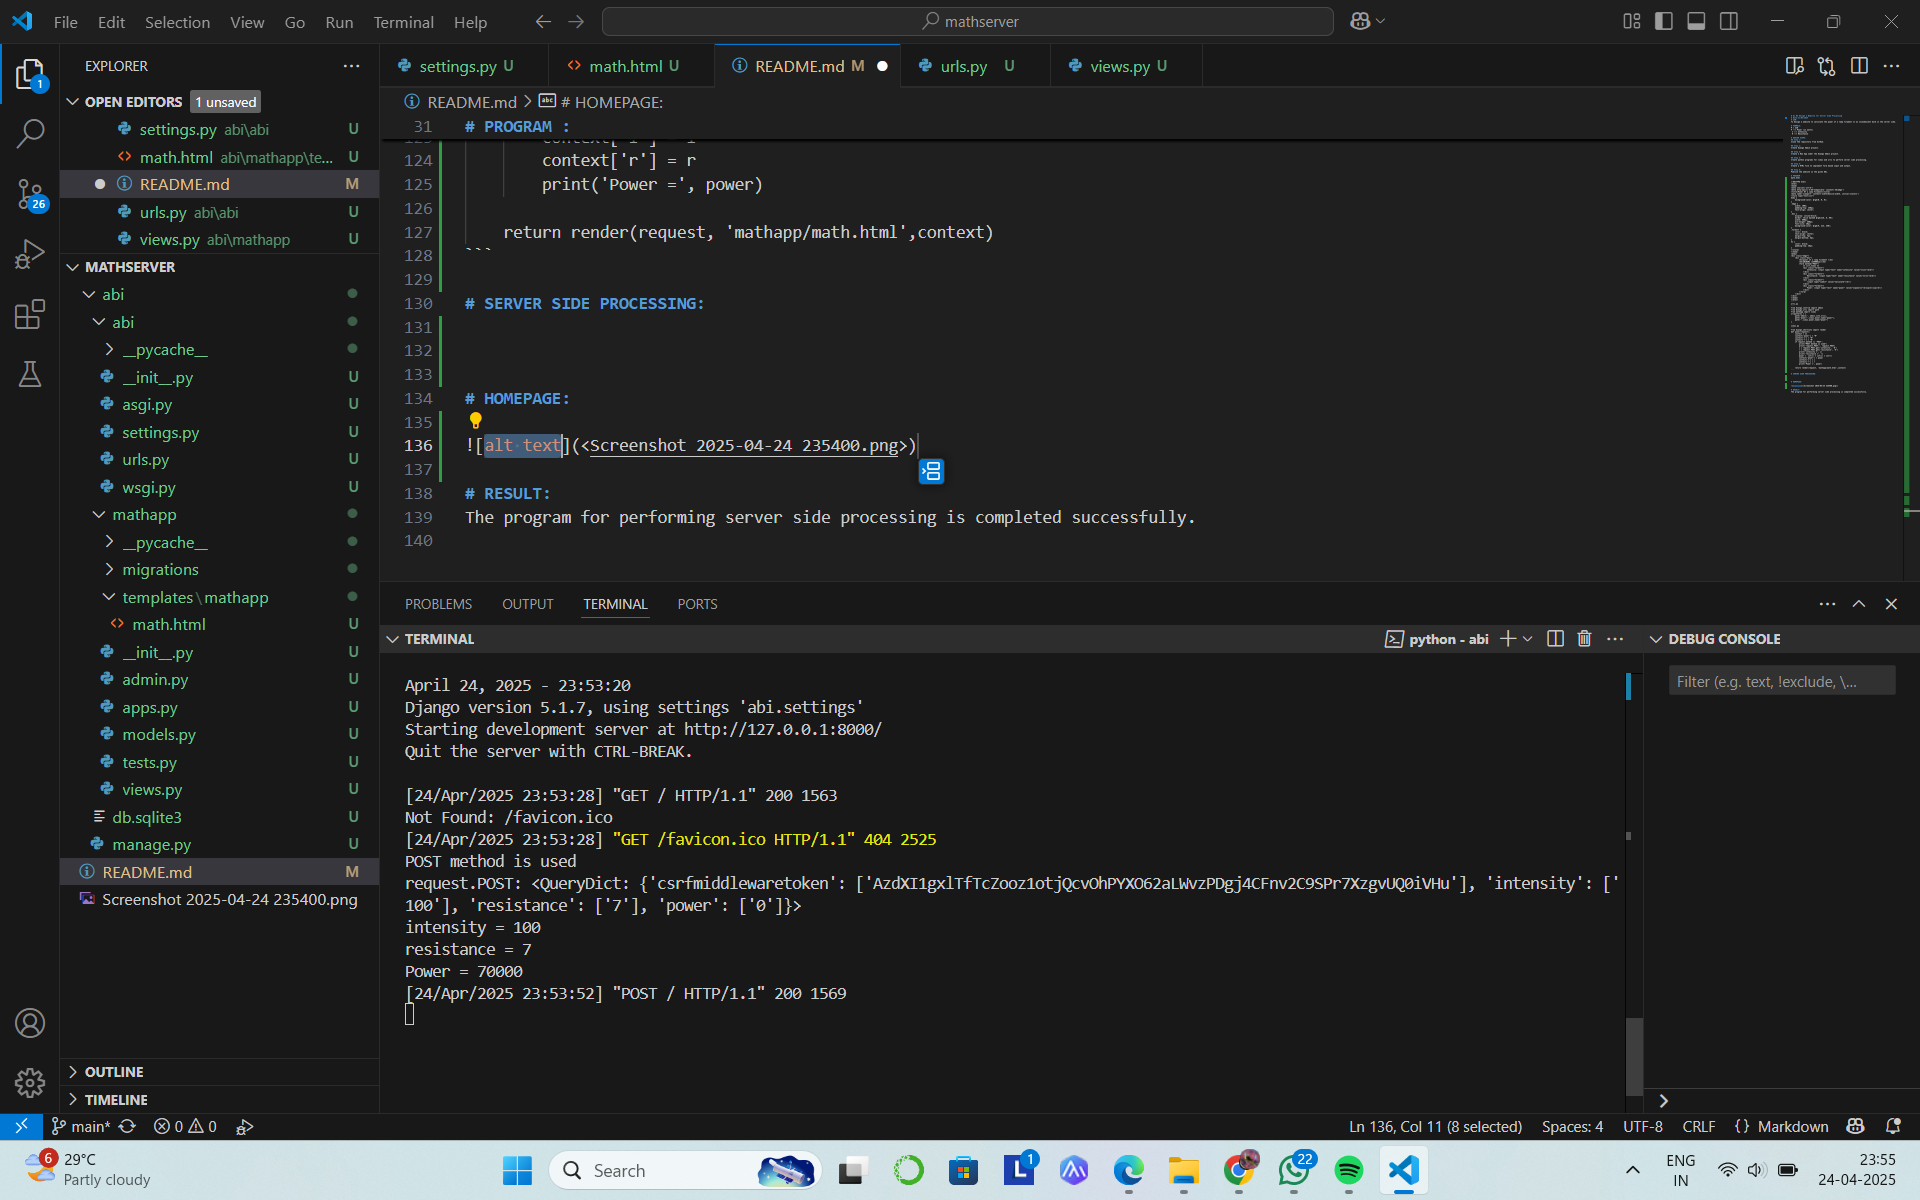 File Edit Selection View Go Run Terminal Help
mathserver
EXPLORER
OPEN EDITORS 1 unsaved
settings.py abi\abi U
math.html abi\mathapp\te... U
README.md M
urls.py abi\abi U
views.py abi\mathapp U
MATHSERVER
abi
abi
__pycache__
__init__.py U
asgi.py U
settings.py U
urls.py U
wsgi.py U
mathapp
__pycache__
migrations
templates\mathapp
math.html U
__init__.py U
admin.py U
apps.py U
models.py U
tests.py U
views.py U
db.sqlite3 U
manage.py U
README.md M
Screenshot 2025-04-24 235400.png
OUTLINE
TIMELINE
1
26
settings.py U math.html U README.md M urls.py U views.py U
README.md > # HOMEPAGE:
31 # PROGRAM :
124 context['r'] = r
125 print('Power =', power)
126
127 return render(request, 'mathapp/math.html',context)
128 ```
129
130 # SERVER SIDE PROCESSING:
131
132
133
134 # HOMEPAGE:
135
136 ![alt text](<Screenshot 2025-04-24 235400.png>)
137
138 # RESULT:
139 The program for performing server side processing is completed successfully.
140
PROBLEMS OUTPUT TERMINAL PORTS
TERMINAL
python - abi
DEBUG CONSOLE
Filter (e.g. text, !exclude, \...
April 24, 2025 - 23:53:20
Django version 5.1.7, using settings 'abi.settings'
Starting development server at http://127.0.0.1:8000/
Quit the server with CTRL-BREAK.
[24/Apr/2025 23:53:28] "GET / HTTP/1.1" 200 1563
Not Found: /favicon.ico
[24/Apr/2025 23:53:28] "GET /favicon.ico HTTP/1.1" 404 2525
POST method is used
request.POST: <QueryDict: {'csrfmiddlewaretoken': ['AzdXI1gxlTfTcZooz1otjQcvOhPYXO62aLWvzPDgj4CFnv2C9SPr7XzgvUQ0iVHu'], 'intensity': ['
100'], 'resistance': ['7'], 'power': ['0']}>
intensity = 100
resistance = 7
Power = 70000
[24/Apr/2025 23:53:52] "POST / HTTP/1.1" 200 1569
main* 0 0
Ln 136, Col 11 (8 selected) Spaces: 4 UTF-8 CRLF {} Markdown
6
29°C
Partly cloudy
Search
L 1
22
ENG
IN
23:55
24-04-2025